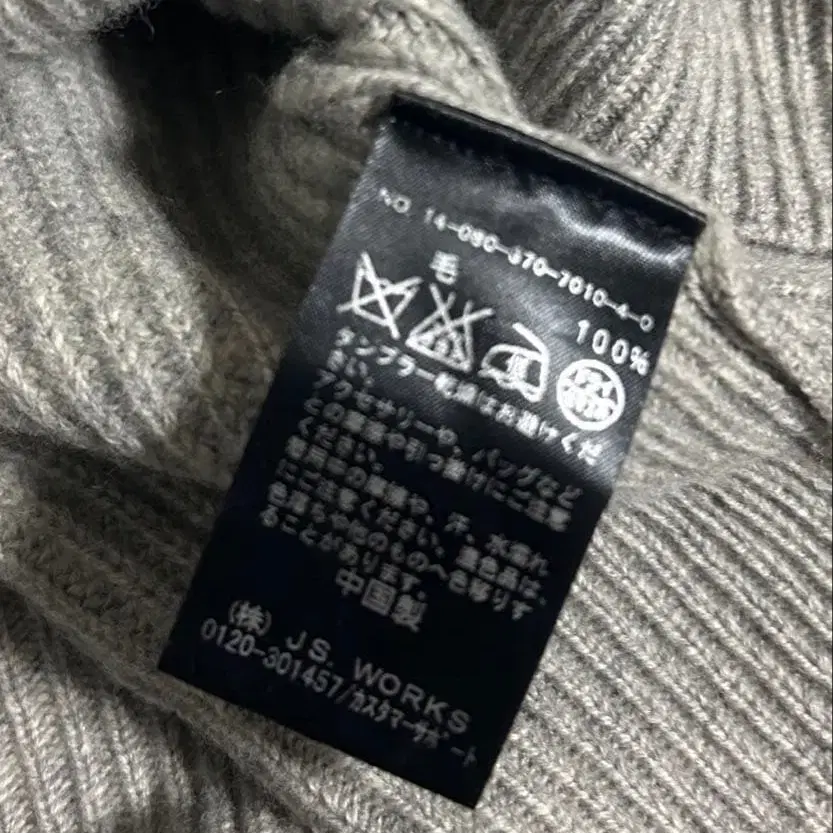 NO. 14-080-370-7010-4-0
毛 100%
タンブラー乾燥はお避けくだ
さい。
アクセサリーや、バッグなど
との摩擦や引っ掛けにご注意
ください。
着用中の摩擦や、汗、水濡れ
にご注意ください。濃色品は、
色落ちや他のものへ色移りす
ることがあります。
中国製
(株) J.S. WORKS
0120-301457/カスタマーサポート